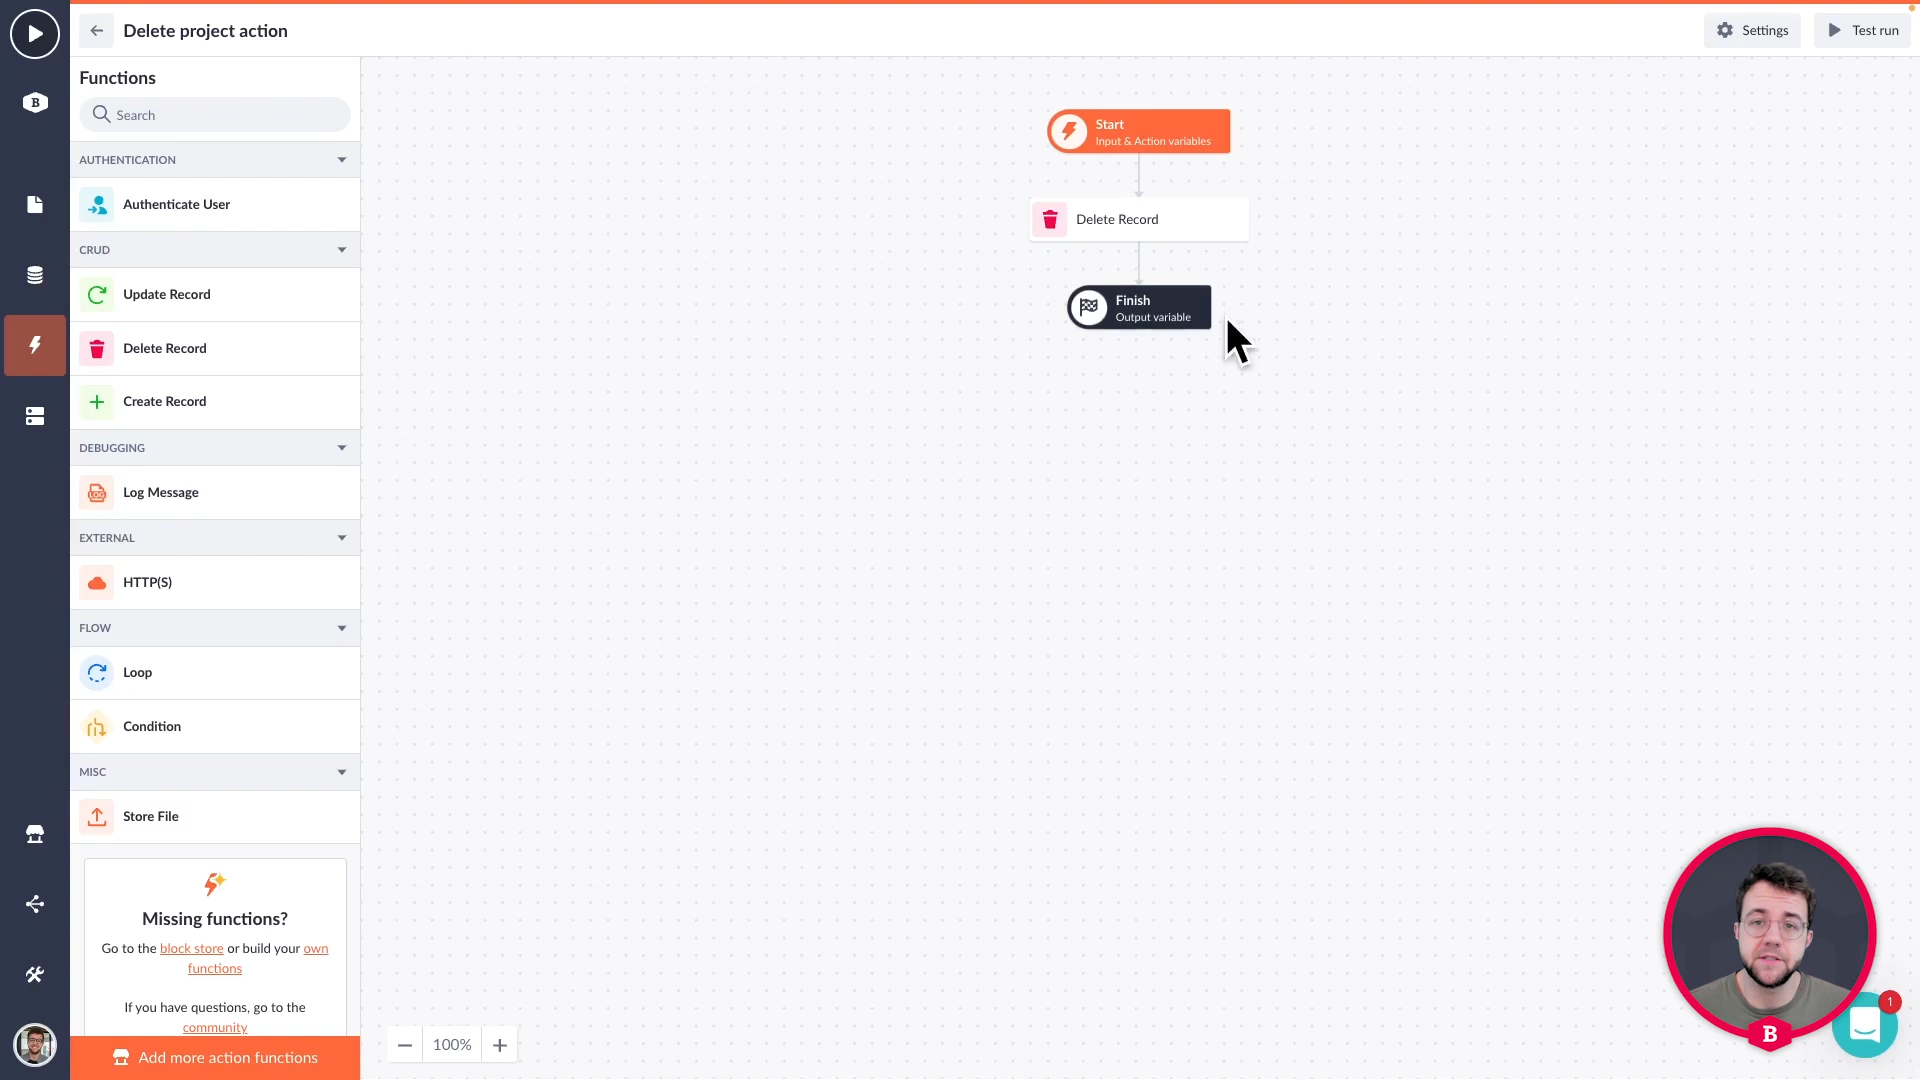 Delete project action
Settings
Test run
B
Functions
Search
AUTHENTICATION
Authenticate User
CRUD
Update Record
Delete Record
Create Record
DEBUGGING
LOG
Log Message
EXTERNAL
HTTP(S)
FLOW
Loop
Condition
MISC
Store File
Missing functions?
Go to the block store or build your own
functions
If you have questions, go to the
community
Add more action functions
Start
Input & Action variables
Delete Record
Finish
Output variable
100%
1
B